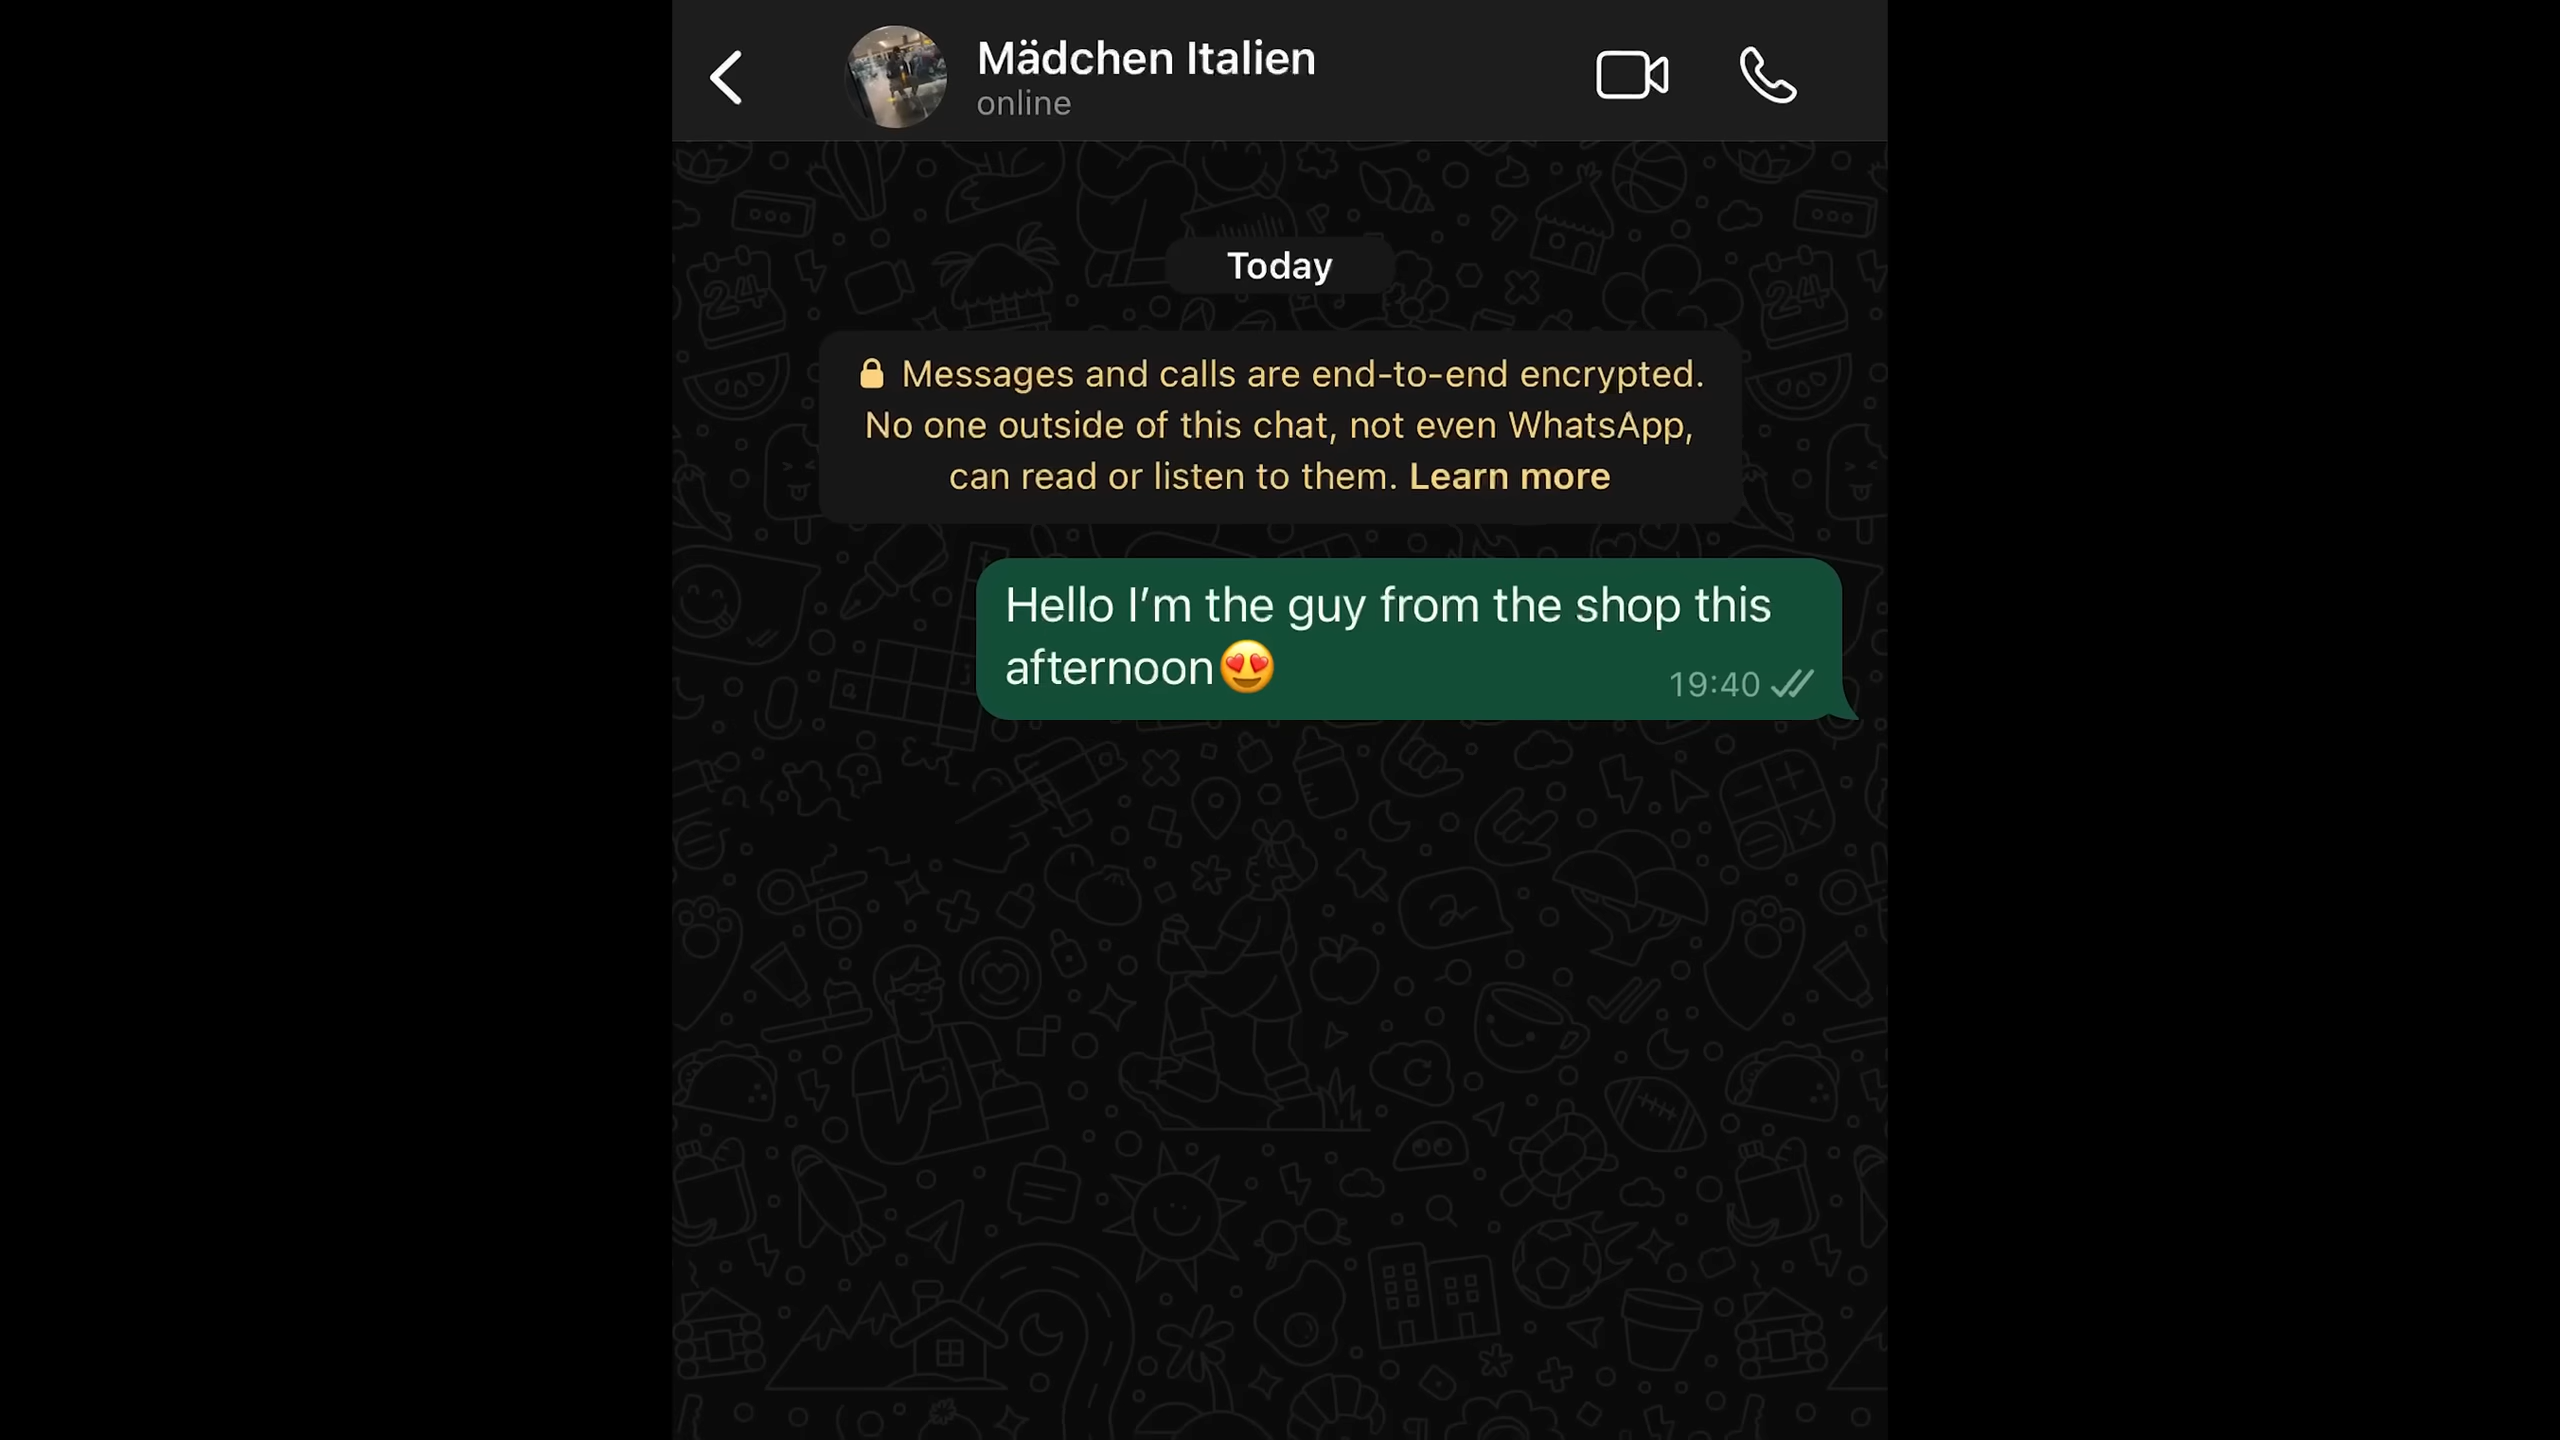 Mädchen Italien
online
Today
Messages and calls are end-to-end encrypted.
No one outside of this chat, not even WhatsApp,
can read or listen to them. Learn more
Hello I’m the guy from the shop this
afternoon😍
19:40